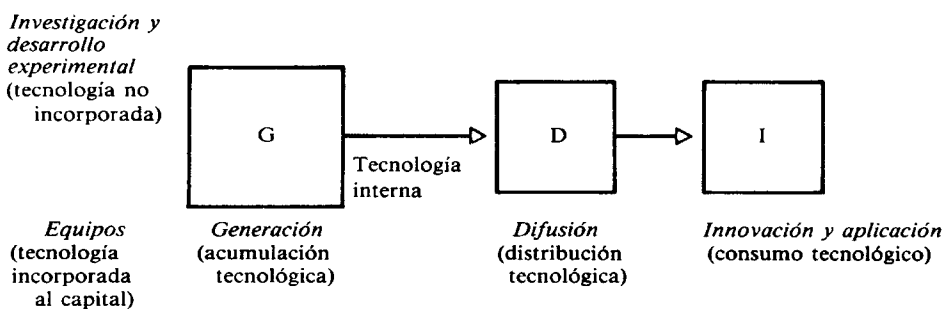 Investigación y
desarrollo
experimental
(tecnología no
incorporada)
G
Tecnología
interna
D
I
Equipos
(tecnología
incorporada
al capital)
Generación
(acumulación
tecnológica)
Difusión
(distribución
tecnológica)
Innovación y aplicación
(consumo tecnológico)